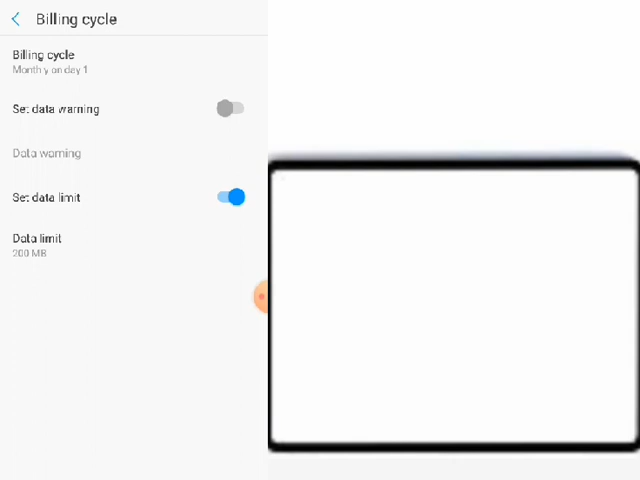 Billing cycle
Billing cycle
Monthly on day 1
Set data warning
Data warning
Set data limit
Data limit
200 MB